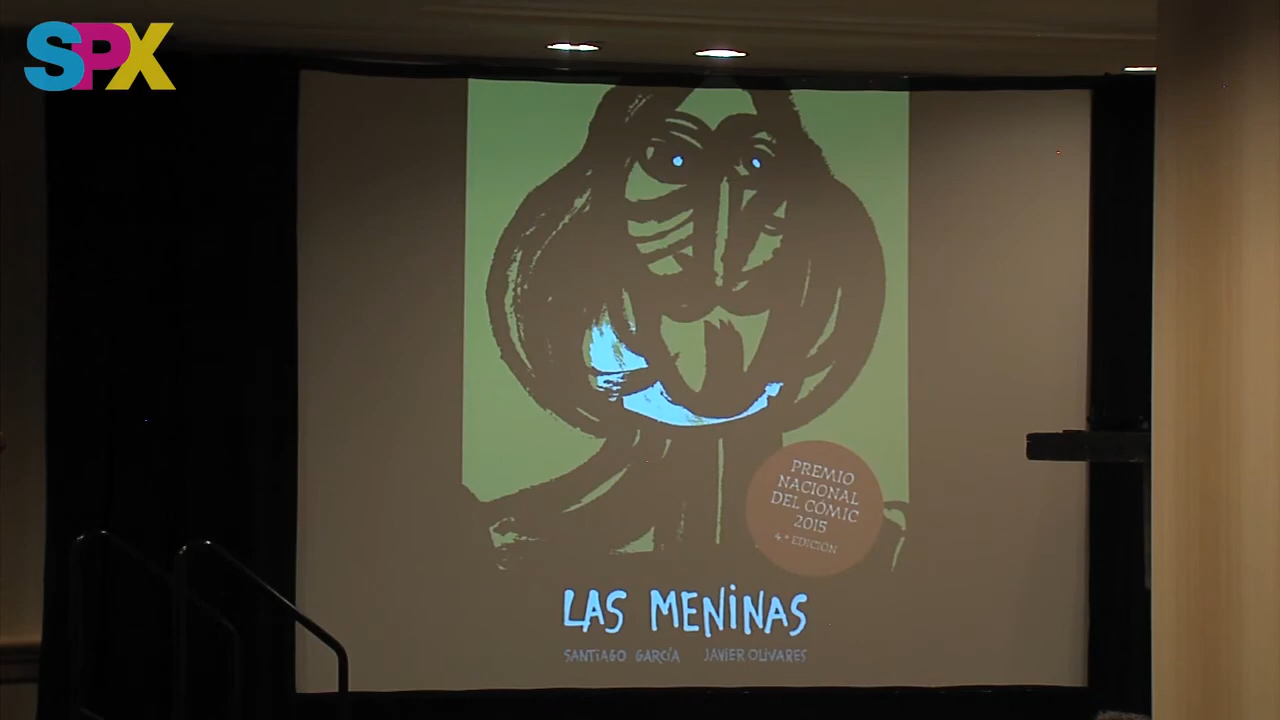 SPX
PREMIO
NACIONAL
DEL CÓMIC
2015
4.ª EDICIÓN
LAS MENINAS
SANTIAGO GARCÍA JAVIER OLIVARES